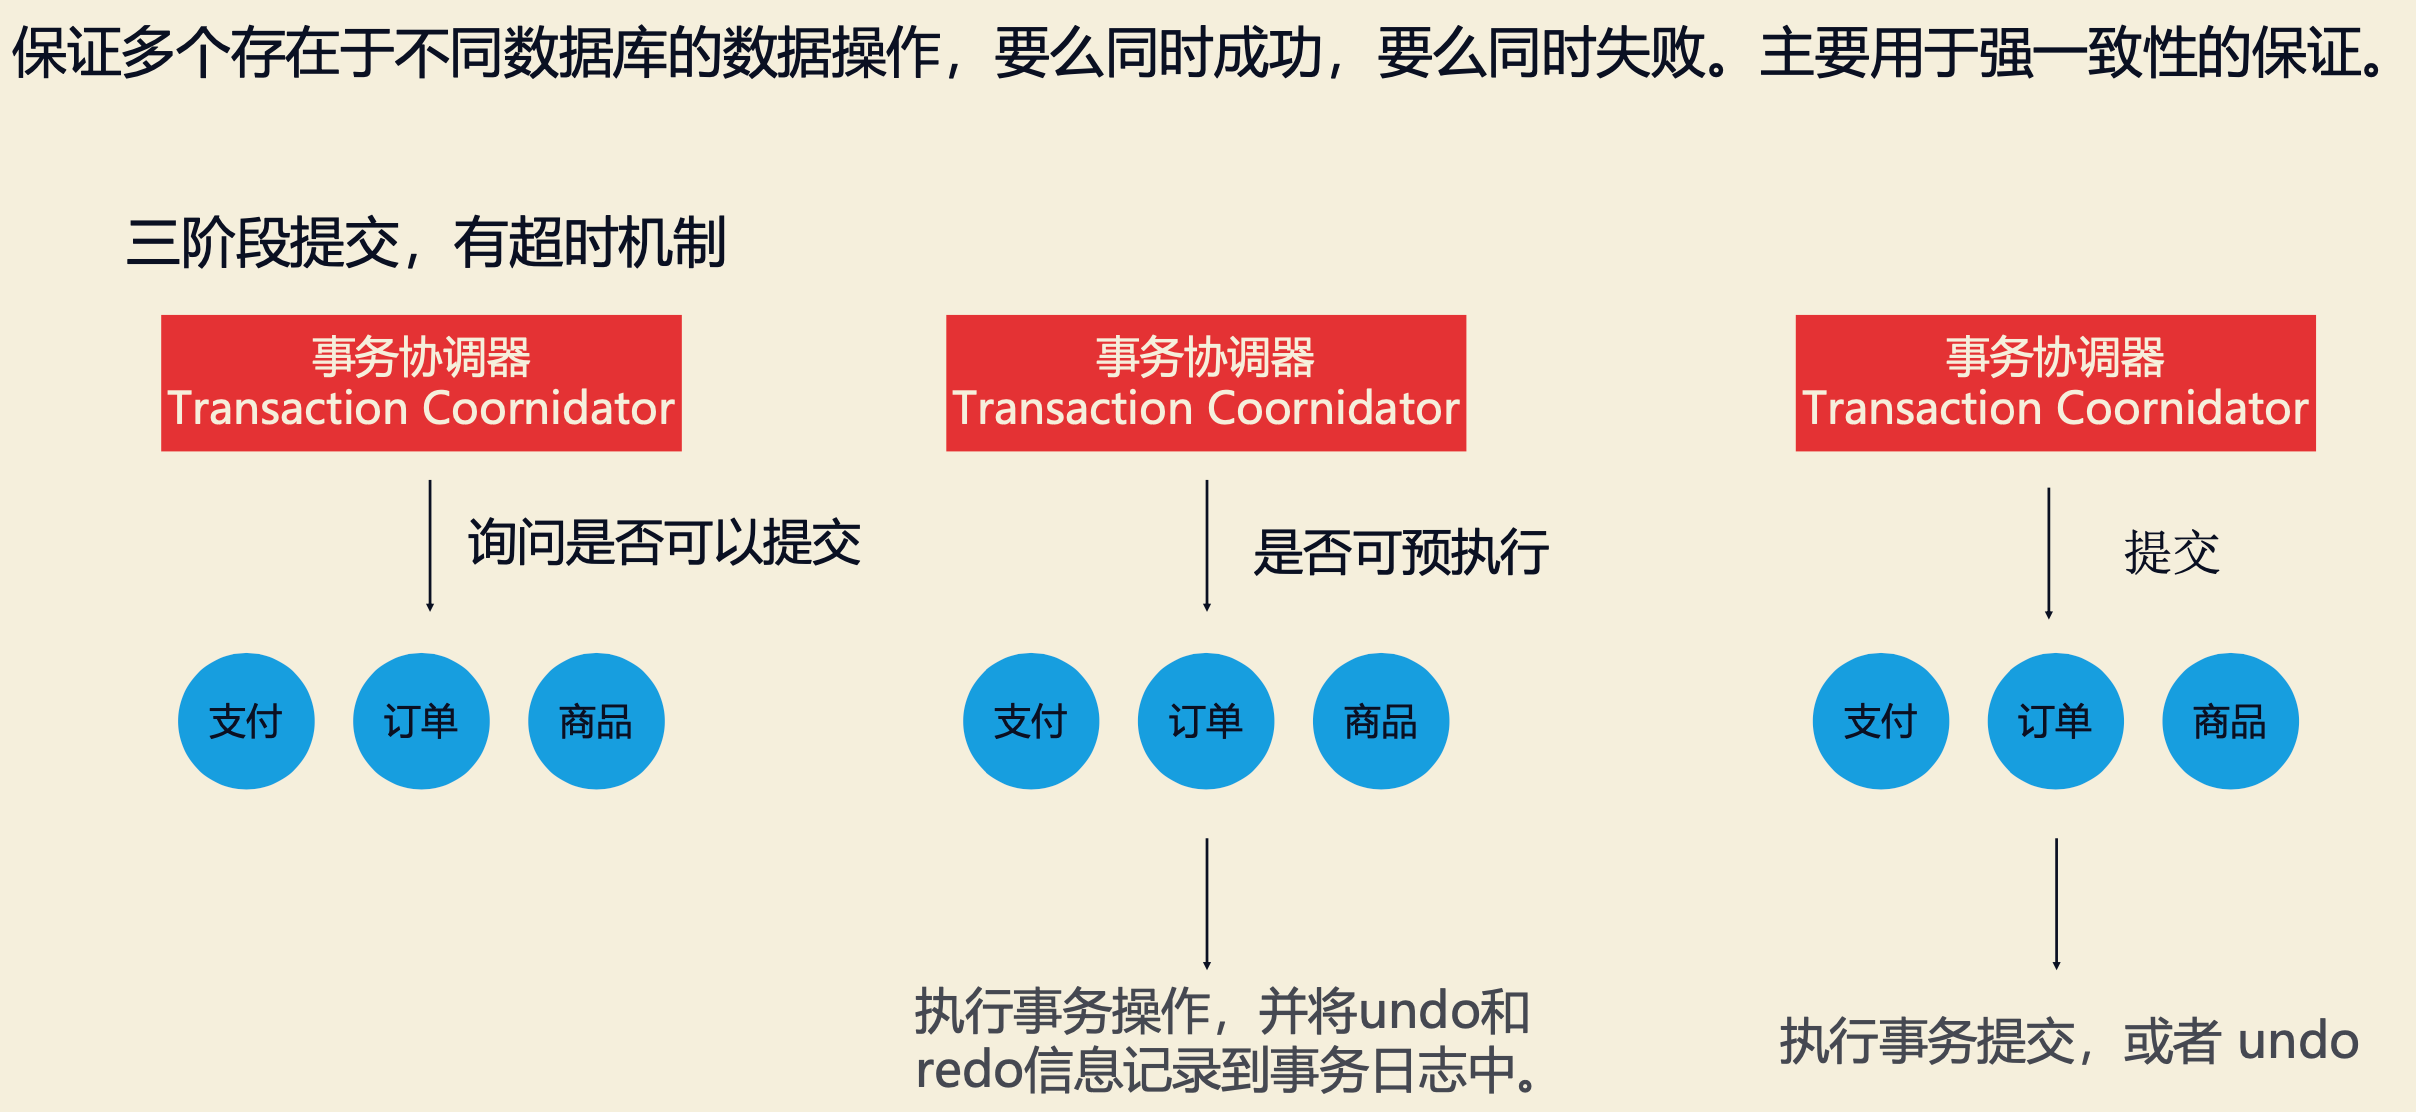 保证多个存在于不同数据库的数据操作，要么同时成功，要么同时失败。主要用于强一致性的保证。
三阶段提交，有超时机制
事务协调器
Transaction Coornidator
询问是否可以提交
支付
订单
商品
事务协调器
Transaction Coornidator
是否可预执行
支付
订单
商品
执行事务操作，并将undo和
redo信息记录到事务日志中。
事务协调器
Transaction Coornidator
提交
支付
订单
商品
执行事务提交，或者 undo